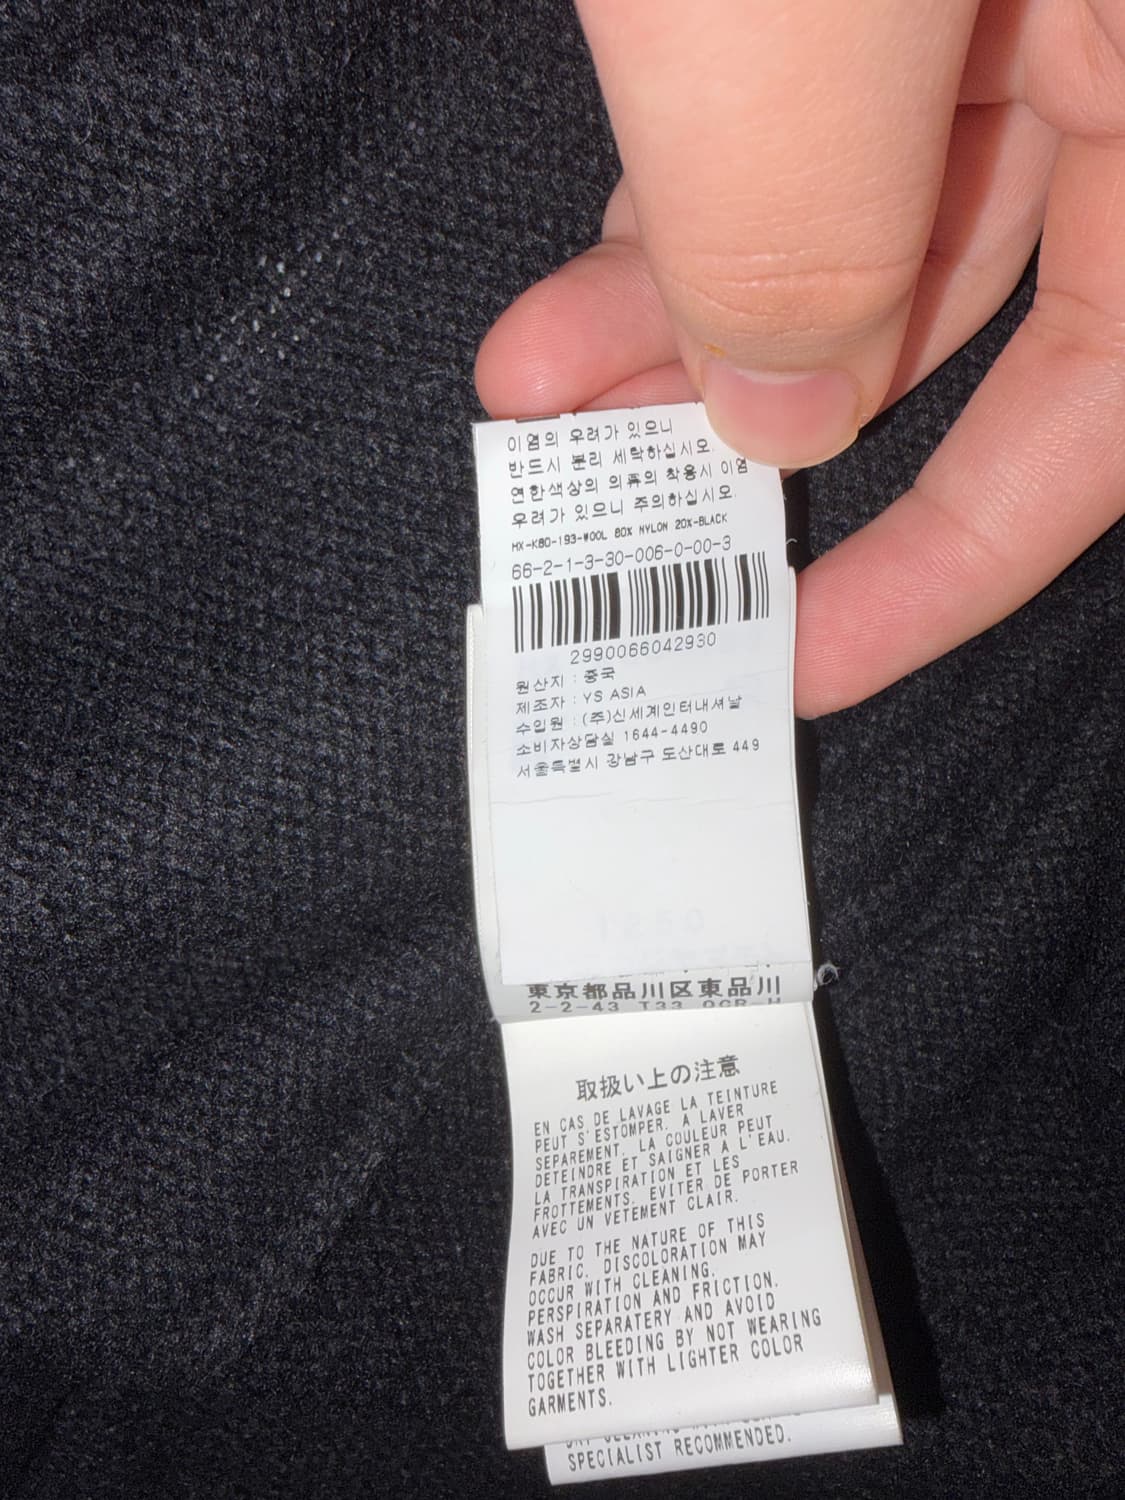 이염의 우려가 있으니
반드시 분리 세탁하십시오.
연한색상의 의류의 착용시 이염
우려가 있으니 주의하십시오.
HX-K80-193-WOOL 80% NYLON 20%-BLACK
66-2-1-3-30-006-0-00-3
2990066042930
원산지 : 중국
제조자 : YS ASIA
수입원 : (주)신세계인터내셔날
소비자상담실 1644-4490
서울특별시 강남구 도산대로 449
東京都品川区東品川
2-2-43
取扱い上の注意
EN CAS DE LAVAGE LA TEINTURE
PEUT S'ESTOMPER. A LAVER
SEPAREMENT. LA COULEUR PEUT
DETEINDRE ET SAIGNER A L'EAU.
LA TRANSPIRATION ET LES
FROTTEMENTS. EVITER DE PORTER
AVEC UN VETEMENT CLAIR.
DUE TO THE NATURE OF THIS
FABRIC. DISCOLORATION MAY
OCCUR WITH CLEANING.
PERSPIRATION AND FRICTION.
WASH SEPARATERY AND AVOID
COLOR BLEEDING BY NOT WEARING
TOGETHER WITH LIGHTER COLOR
GARMENTS.
SPECIALIST RECOMMENDED.